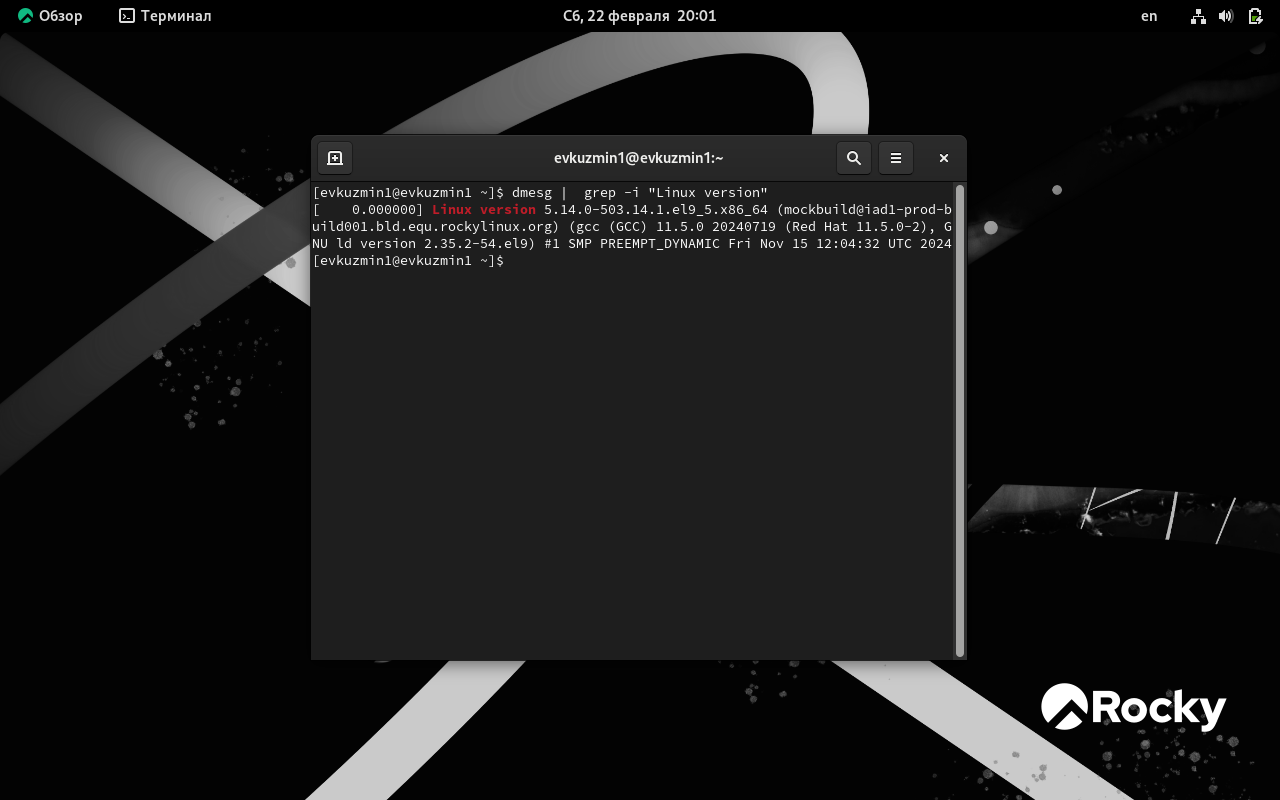 Обзор Терминал Сб, 22 февраля 20:01 en
evkuzmin1@evkuzmin1:~
[evkuzmin1@evkuzmin1 ~]$ dmesg |  grep -i "Linux version"
[    0.000000] Linux version 5.14.0-503.14.1.el9_5.x86_64 (mockbuild@iad1-prod-b
uild001.bld.equ.rockylinux.org) (gcc (GCC) 11.5.0 20240719 (Red Hat 11.5.0-2), G
NU ld version 2.35.2-54.el9) #1 SMP PREEMPT_DYNAMIC Fri Nov 15 12:04:32 UTC 2024
[evkuzmin1@evkuzmin1 ~]$
Rocky